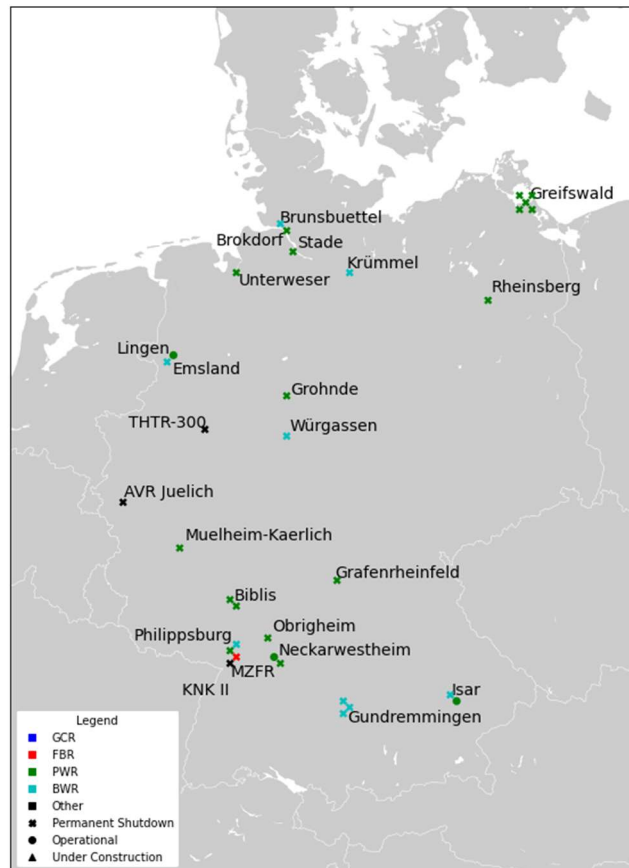 Greifswald
Brunsbuettel
Brokdorf
Stade
Krümmel
Unterweser
Rheinsberg
Lingen
Emsland
Grohnde
THTR-300
Würgassen
AVR Juelich
Muelheim-Kaerlich
Grafenrheinfeld
Biblis
Obrigheim
Philippsburg
Neckarwestheim
MZFR
KNK II
Isar
Gundremmingen
Legend
GCR
FBR
PWR
BWR
Other
Permanent Shutdown
Operational
Under Construction